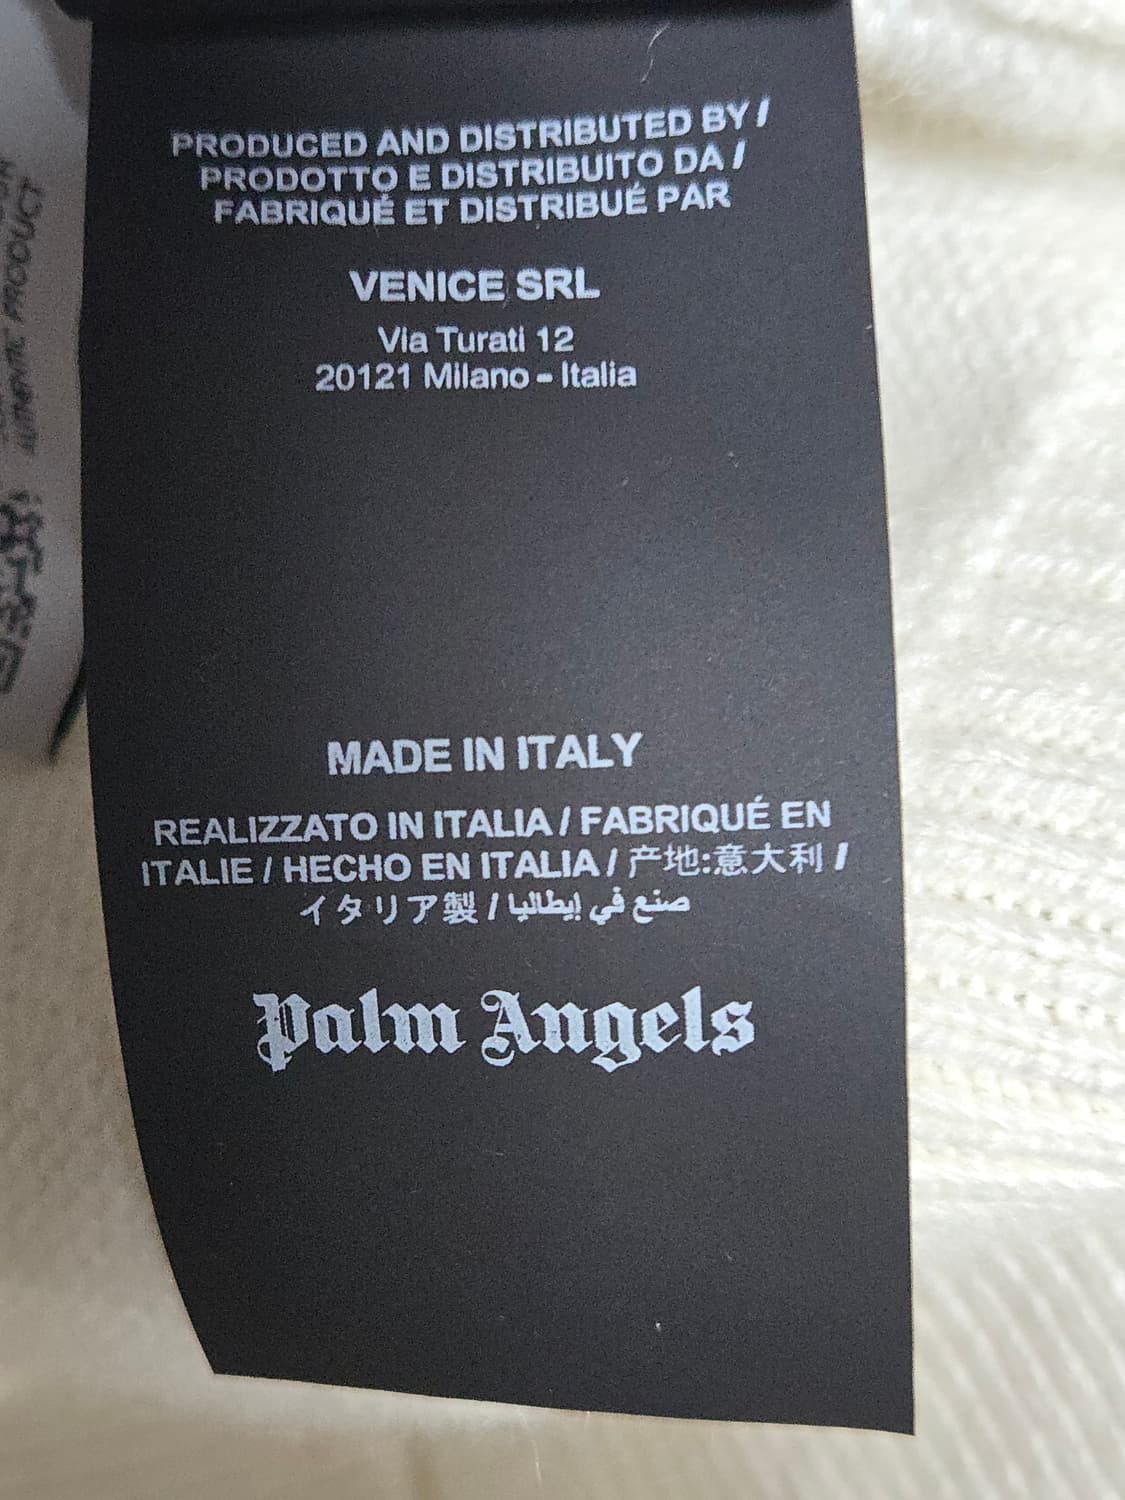 PRODUCED AND DISTRIBUTED BY /
PRODOTTO E DISTRIBUITO DA /
FABRIQUÉ ET DISTRIBUÉ PAR
VENICE SRL
Via Turati 12
20121 Milano - Italia
MADE IN ITALY
REALIZZATO IN ITALIA / FABRIQUÉ EN
ITALIE / HECHO EN ITALIA / 产地:意大利 /
イタリア製 / صنع في إيطاليا
Palm Angels
AUTHENTIC PRODUCT